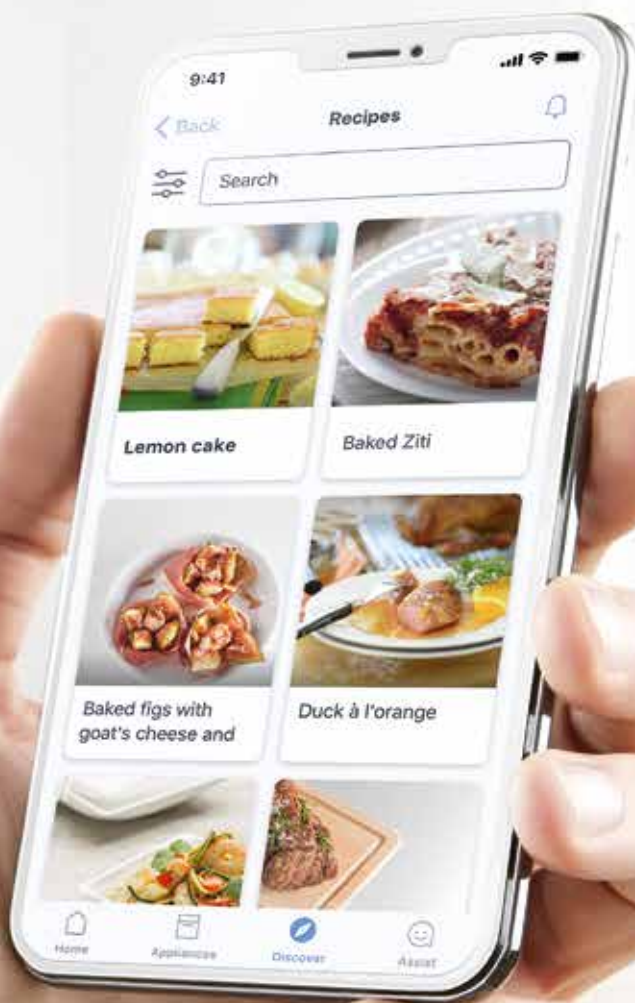 9:41
Back
Recipes
Search
Lemon cake
Baked Ziti
Baked figs with
goat's cheese and
Duck à l'orange
Home
Appliances
Discover
Assist